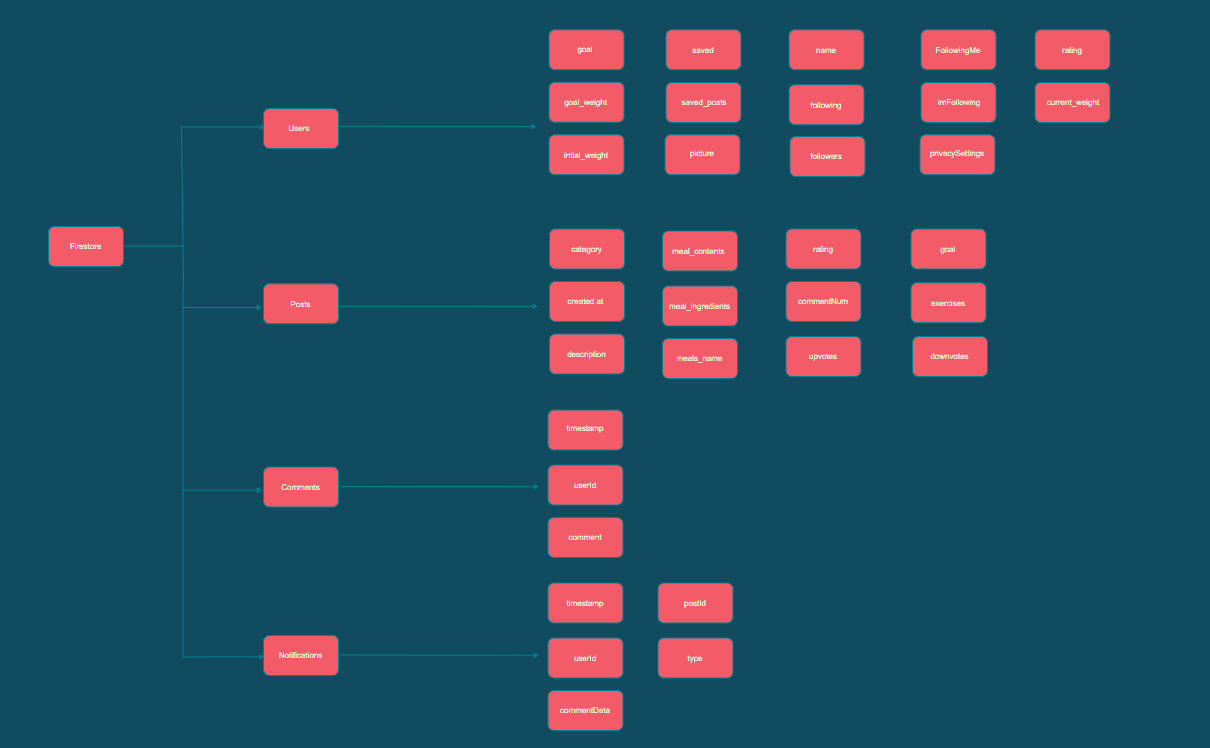 goal
saved
name
FollowingMe
rating
goal_weight
saved_posts
following
imFollowing
current_weight
Users
intial_weight
picture
followers
privacySettings
Firestore
category
meal_contents
rating
goal
Posts
created at
meal_ingredients
commentNum
exercises
description
meals_name
upvotes
downvotes
timestamp
Comments
userId
comment
timestamp
postId
Notifications
userId
type
commentData